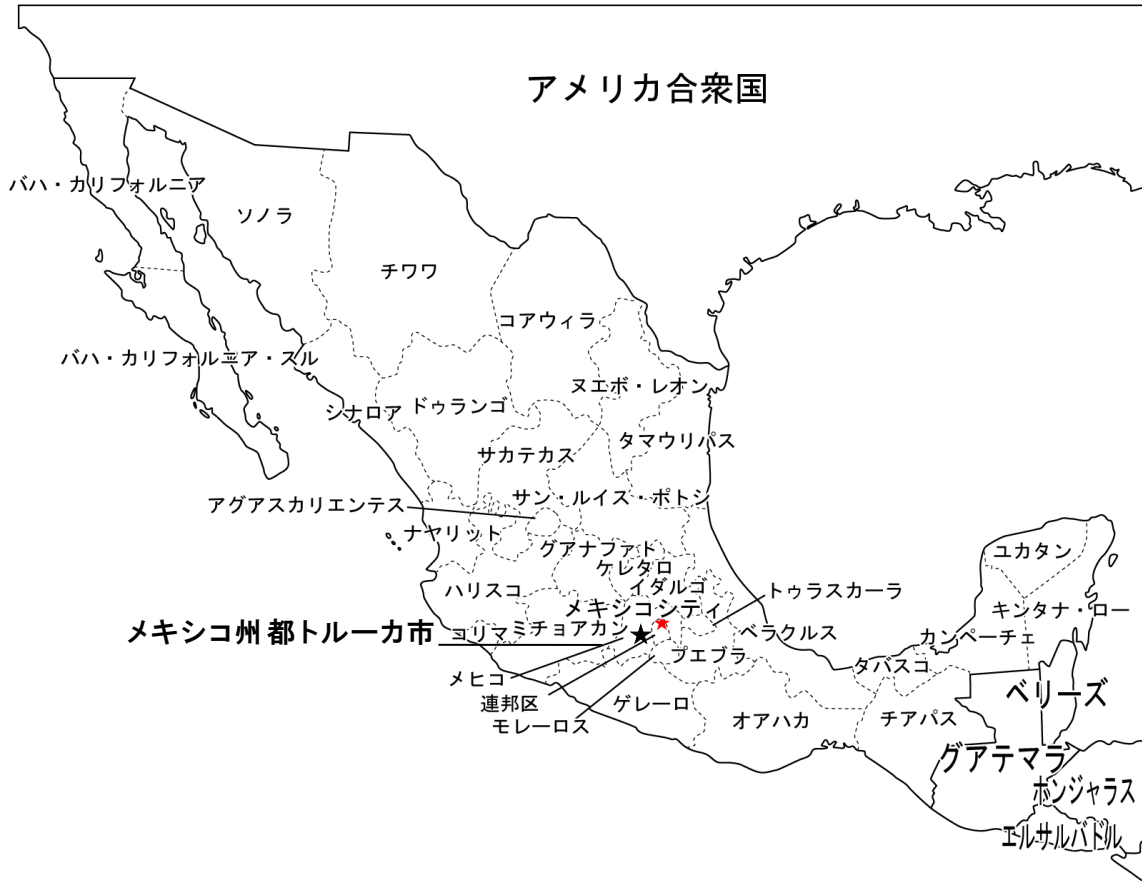 アメリカ合衆国
バハ・カリフォルニア
ソノラ
チワワ
コアウィラ
バハ・カリフォルニア・スル
ヌエボ・レオン
シナロア
ドゥランゴ
タマウリパス
サカテカス
アグアスカリエンテス
サン・ルイス・ポトシ
ナヤリット
グアナファト
ケレタロ
イダルゴ
ハリスコ
メキシコシティ
トゥラスカーラ
ユカタン
キンタナ・ロー
メキシコ州都トルーカ市
コリマ
ミチョアカン
ベラクルス
カンペーチェ
プエブラ
タバスコ
メヒコ
連邦区
モレーロス
ゲレーロ
オアハカ
チアパス
ベリーズ
グアテマラ
ホンジャラス
エルサルバドル